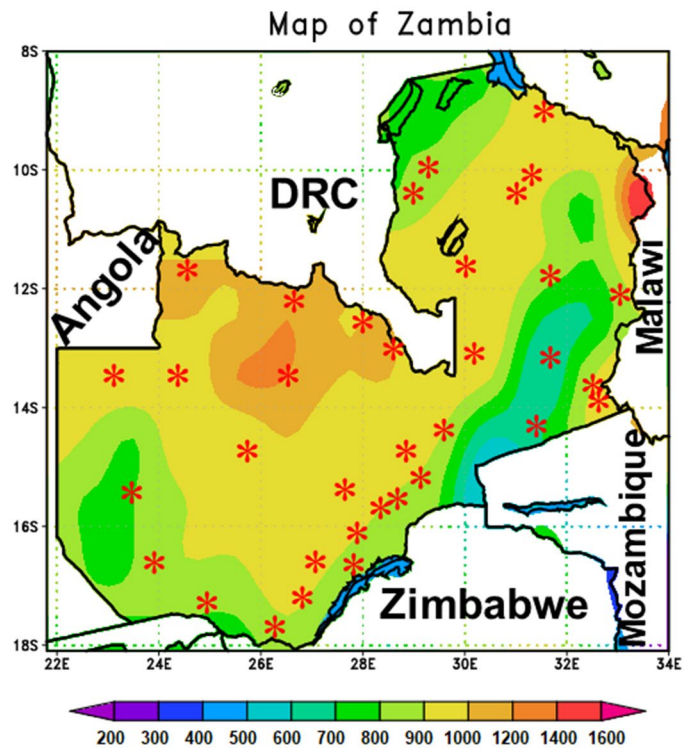 Map of Zambia
8S
10S
12S
14S
16S
18S
DRC
Angola
Malawi
Mozambique
Zimbabwe
22E 24E 26E 28E 30E 32E 34E
200 300 400 500 600 700 800 900 1000 1200 1400 1600